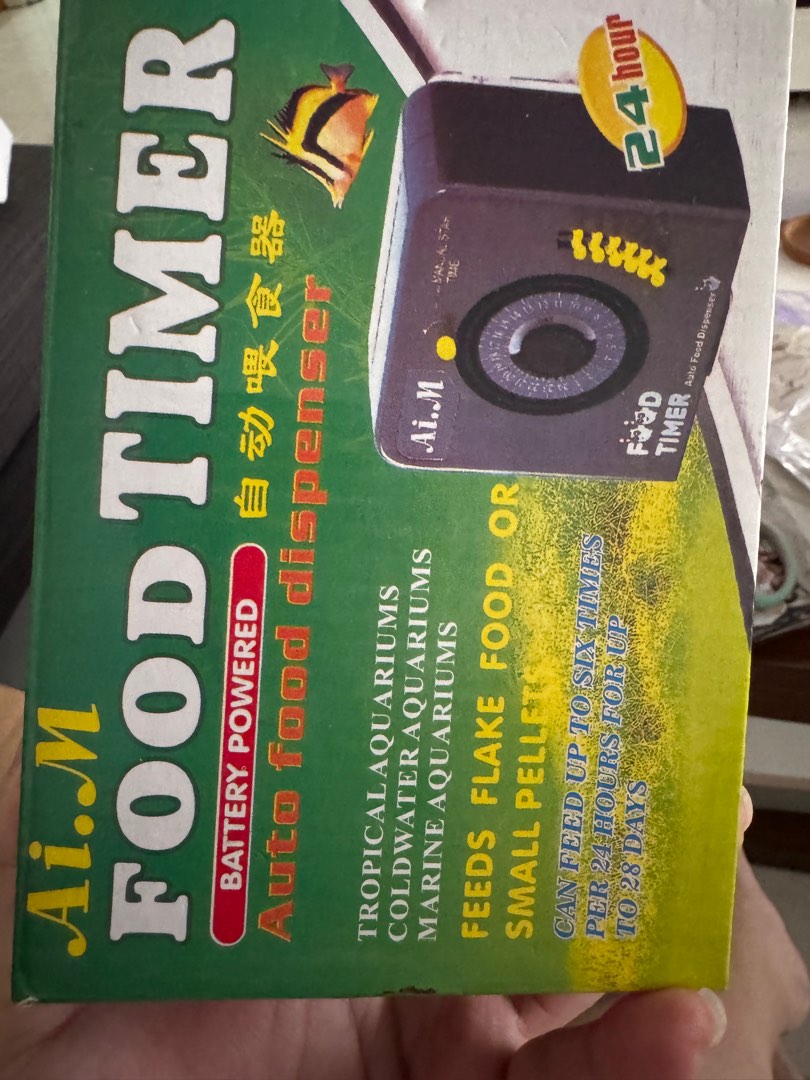 Ai.M
FOOD TIMER
BATTERY POWERED
自动喂食器
Auto food dispenser
TROPICAL AQUARIUMS
COLDWATER AQUARIUMS
MARINE AQUARIUMS
FEEDS FLAKE FOOD OR
SMALL PELLET
CAN FEED UP TO SIX TIMES
PER 24 HOURS FOR UP
TO 28 DAYS
24 hour
Ai.M
TIME
FOOD
TIMER
Auto Food Dispenser